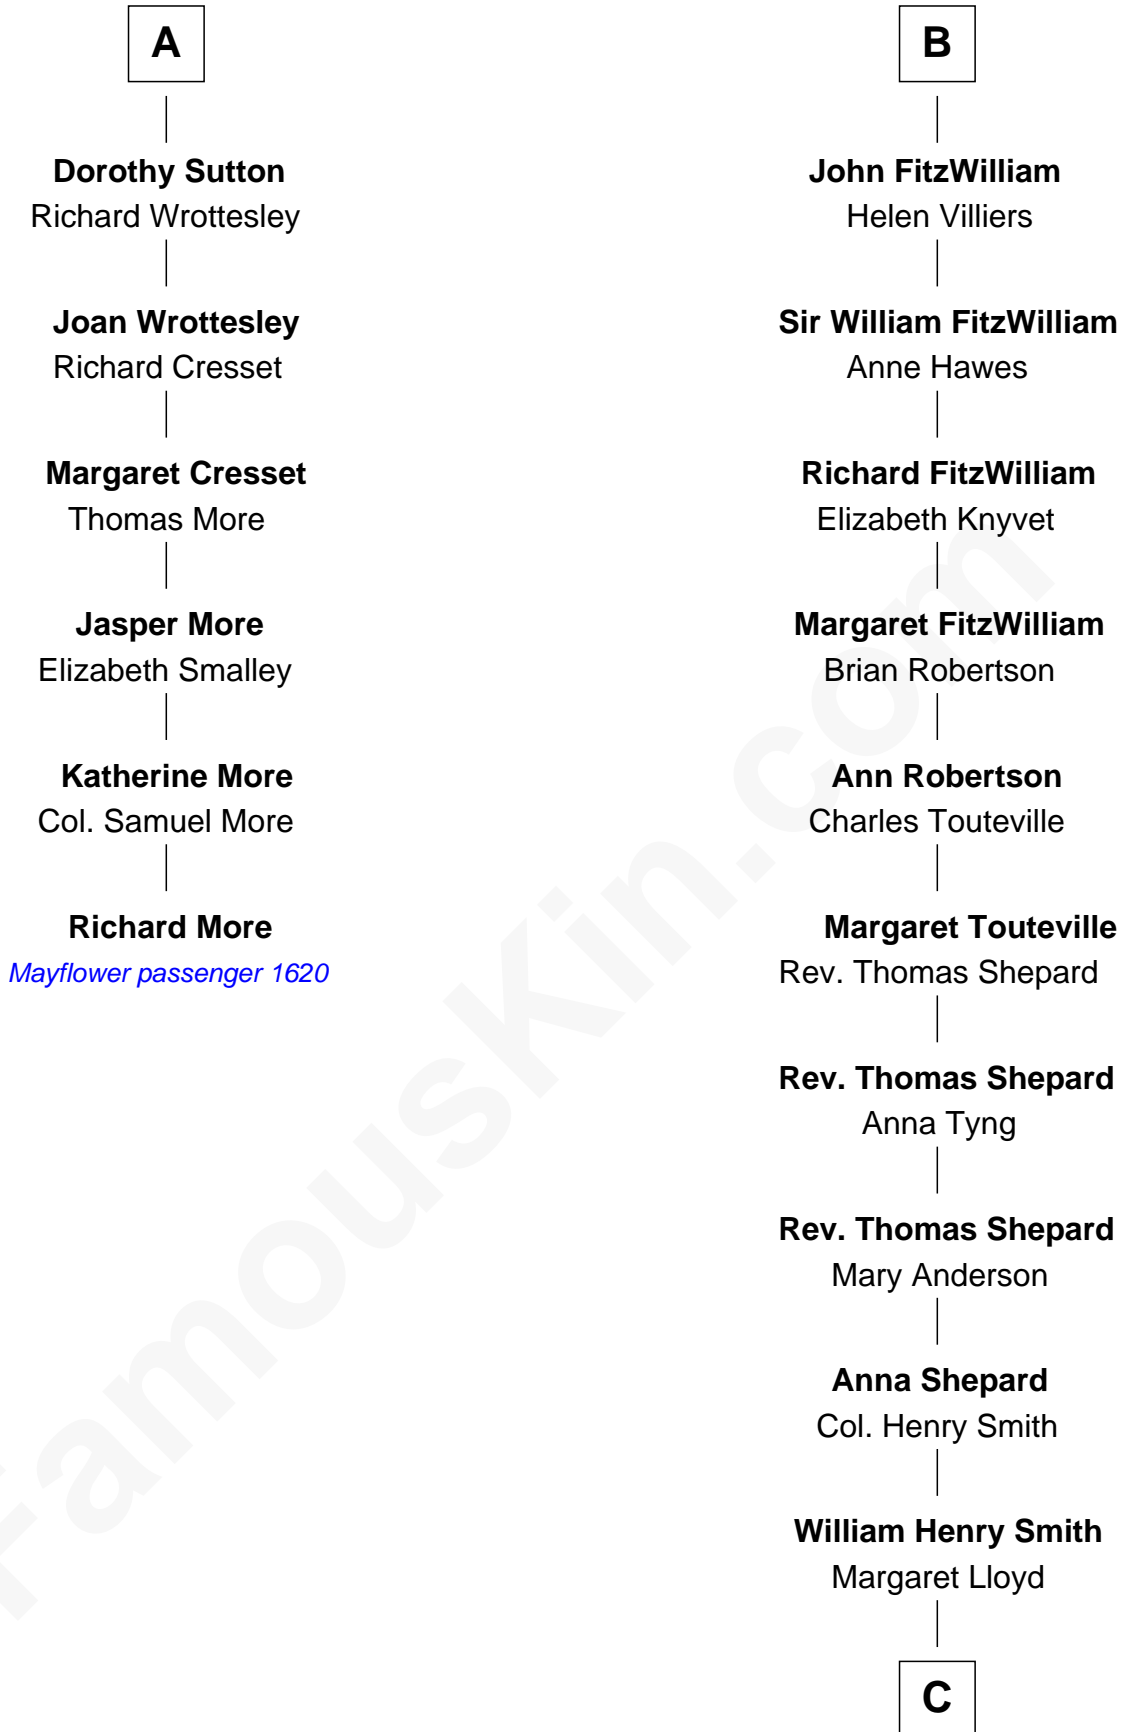 A
Dorothy Sutton
Richard Wrottesley
Joan Wrottesley
Richard Cresset
Margaret Cresset
Thomas More
Jasper More
Elizabeth Smalley
Katherine More
Col. Samuel More
Richard More
Mayflower passenger 1620
B
John FitzWilliam
Helen Villiers
Sir William FitzWilliam
Anne Hawes
Richard FitzWilliam
Elizabeth Knyvet
Margaret FitzWilliam
Brian Robertson
Ann Robertson
Charles Touteville
Margaret Touteville
Rev. Thomas Shepard
Rev. Thomas Shepard
Anna Tyng
Rev. Thomas Shepard
Mary Anderson
Anna Shepard
Col. Henry Smith
William Henry Smith
Margaret Lloyd
C
FamousKin.com